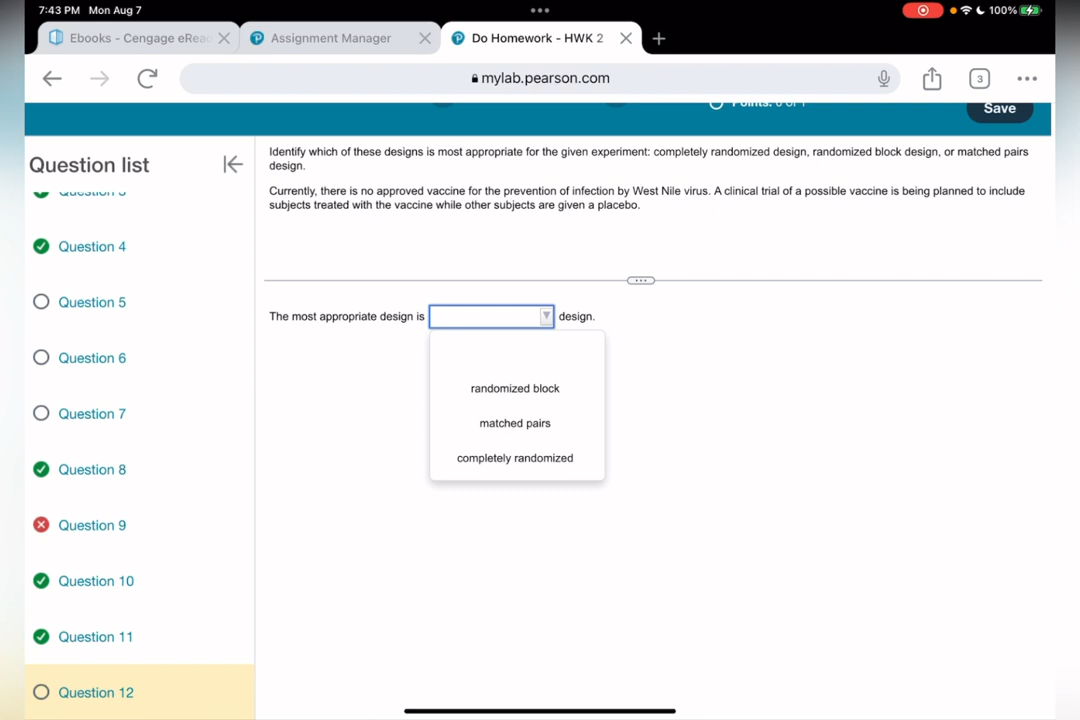 7:43 PM Mon Aug 7
100%
Ebooks - Cengage eRea
Assignment Manager
Do Homework - HWK 2
mylab.pearson.com
3
Points: 0 of 1
Save
Question list
Identify which of these designs is most appropriate for the given experiment: completely randomized design, randomized block design, or matched pairs
design.
Currently, there is no approved vaccine for the prevention of infection by West Nile virus. A clinical trial of a possible vaccine is being planned to include
subjects treated with the vaccine while other subjects are given a placebo.
Question 4
Question 5
Question 6
Question 7
Question 8
Question 9
Question 10
Question 11
Question 12
The most appropriate design is design.
randomized block
matched pairs
completely randomized